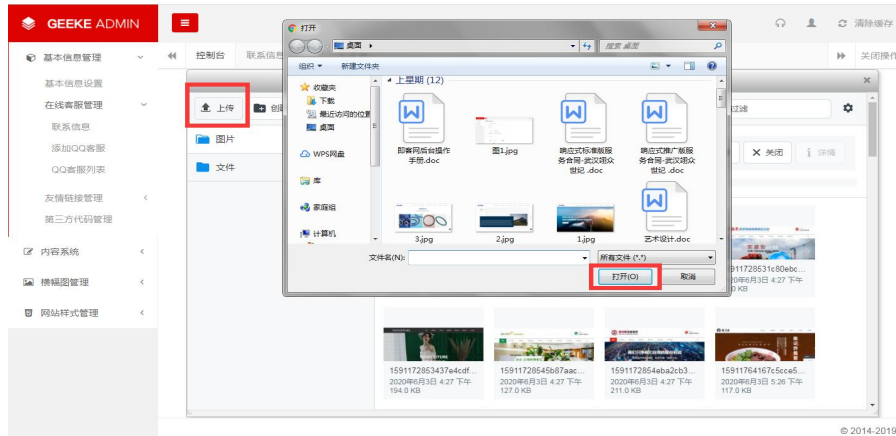 GEEKE ADMIN
清除缓存
基本信息管理
基本信息设置
在线客服管理
联系信息
添加QQ客服
QQ客服列表
友情链接管理
第三方代码管理
内容系统
横幅图管理
网站样式管理
控制台
联系信息
关闭操作
上传
图片
文件
过滤
关闭
详情
打开
桌面
搜索 桌面
组织
新建文件夹
收藏夹
下载
最近访问的位置
桌面
WPS网盘
库
家庭组
计算机
上星期 (12)
即客网后台操作
手册.doc
图1.jpg
响应式标准版服
务合同-武汉翊众
世纪 .doc
响应式推广版服
务合同-武汉翊众
世纪 .doc
3.jpg
2.jpg
1.jpg
艺术设计.doc
文件名(N):
所有文件 (*.*)
打开(O)
取消
911728531c80ebc...
20年6月3日 4:27 下午
0 KB
1591172853437e4cdf...
2020年6月3日 4:27 下午
194.0 KB
15911728545b87aac...
2020年6月3日 4:27 下午
127.0 KB
1591172854eba2cb3...
2020年6月3日 4:27 下午
211.0 KB
15911764167c5cce5...
2020年6月3日 5:26 下午
117.0 KB
© 2014-2019